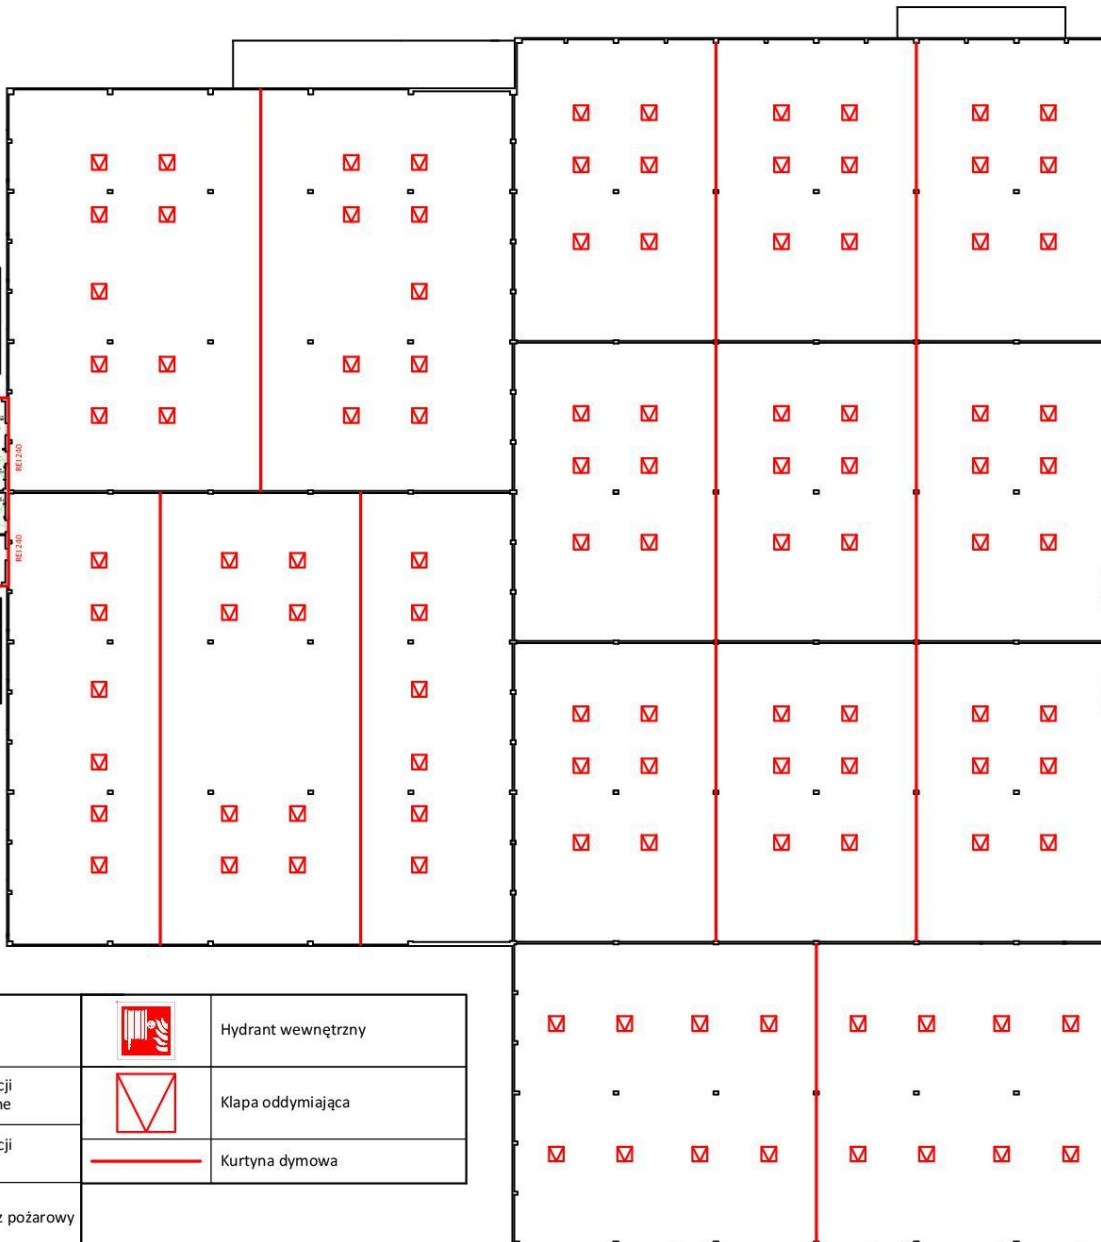 REI 240
REI 240
Hydrant wewnętrzny
cji
ne
Klapa oddymiająca
cji
Kurtyna dymowa
z pożarowy